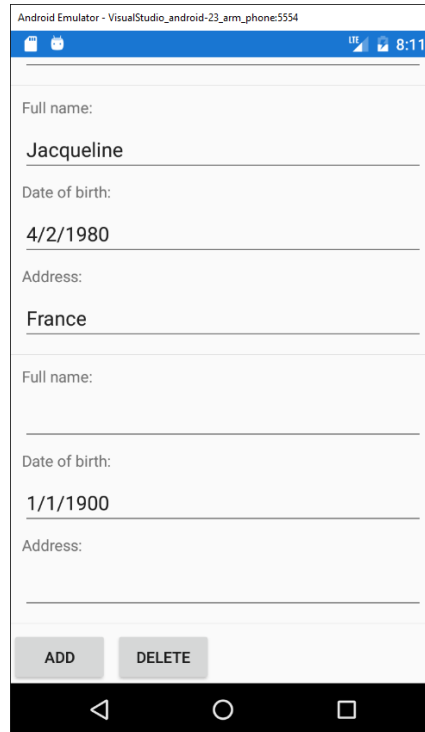 Android Emulator - VisualStudio_android-23_arm_phone:5554
LTE 8:11
Full name:
Jacqueline
Date of birth:
4/2/1980
Address:
France
Full name:
Date of birth:
1/1/1900
Address:
ADD DELETE